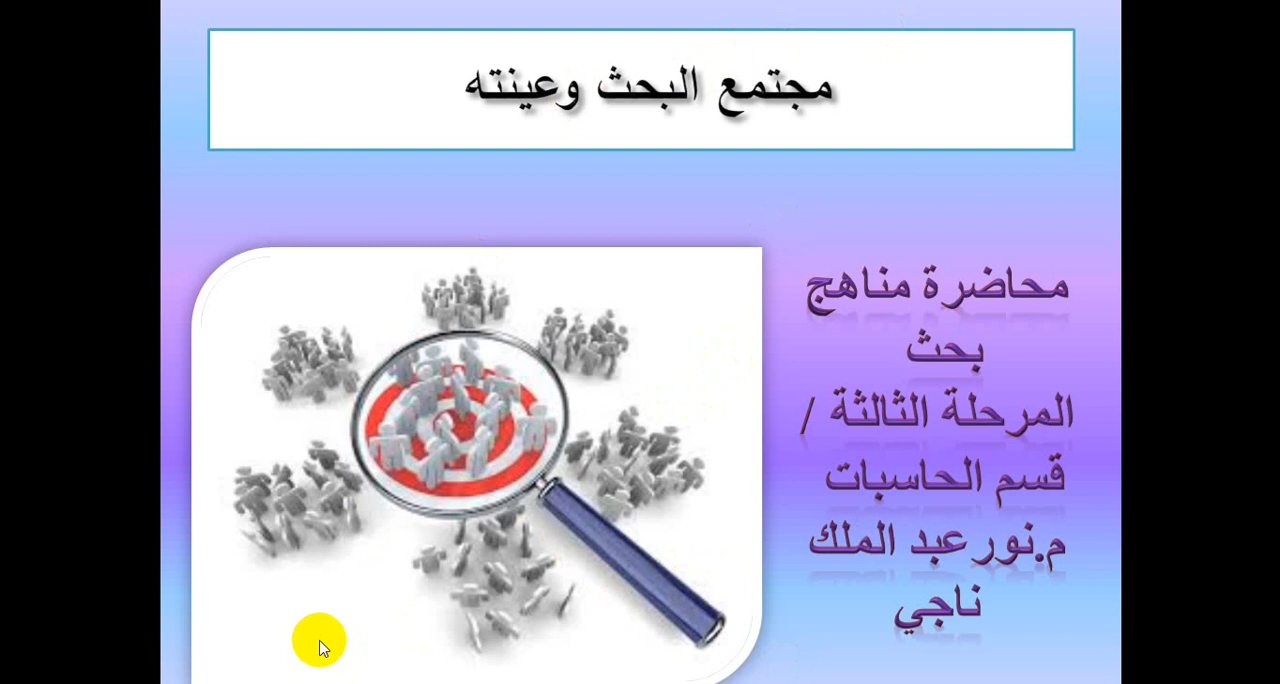 مجتمع البحث وعينته
محاضرة مناهج
بحث
المرحلة الثالثة /
قسم الحاسبات
م.نور عبد الملك
ناجي